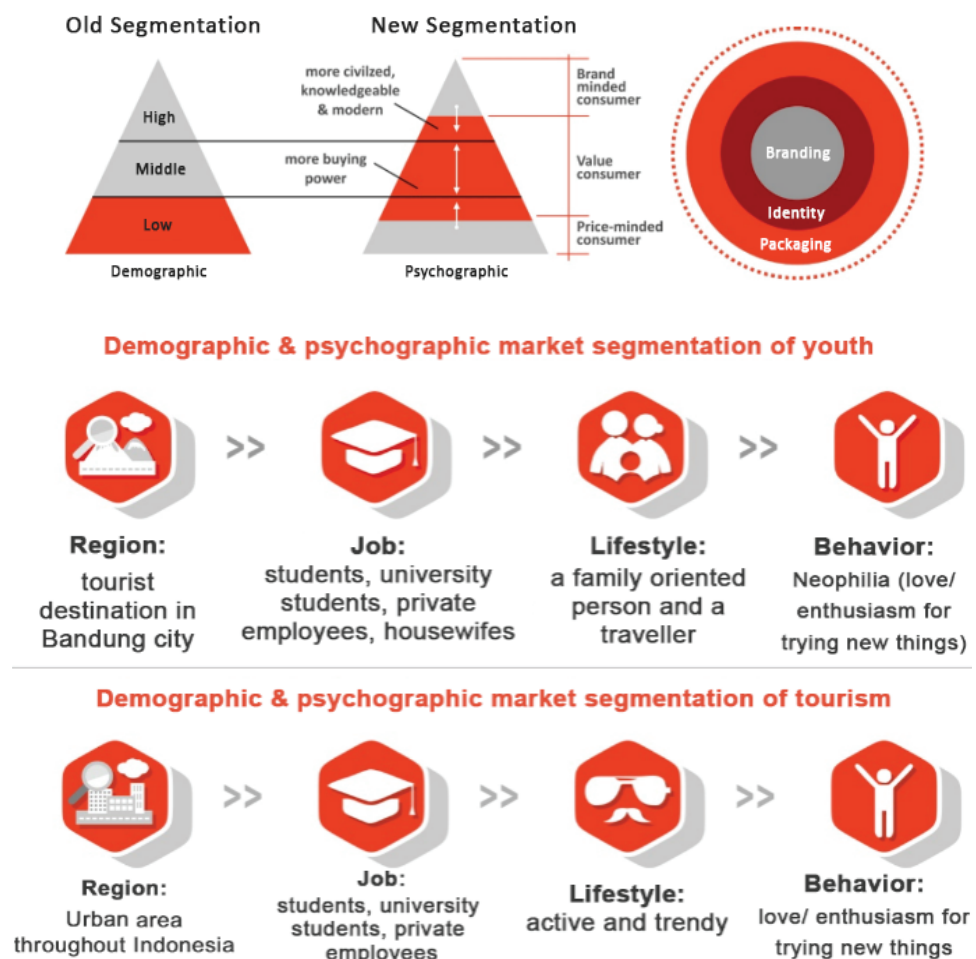 Old Segmentation
High
Middle
Low
Demographic
New Segmentation
more civilzed,
knowledgeable
& modern
more buying
power
Psychographic
Brand
minded
consumer
Value
consumer
Price-minded
consumer
Branding
Identity
Packaging
Demographic & psychographic market segmentation of youth
Region:
tourist
destination in
Bandung city
Job:
students, university
students, private
employees, housewifes
Lifestyle:
a family oriented
person and a
traveller
Behavior:
Neophilia (love/
enthusiasm for
trying new things)
Demographic & psychographic market segmentation of tourism
Region:
Urban area
throughout Indonesia
Job:
students, university
students, private
employees
Lifestyle:
active and trendy
Behavior:
love/ enthusiasm for
trying new things